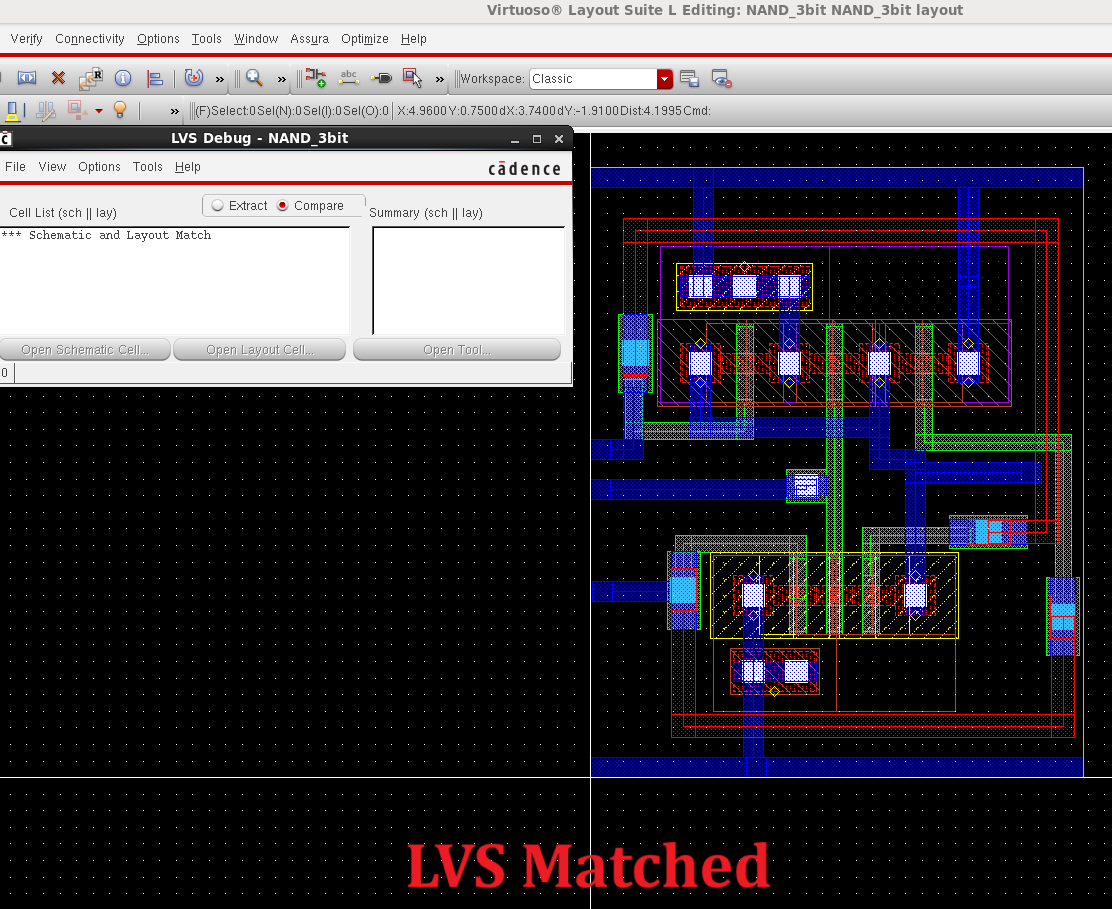 Virtuoso® Layout Suite L Editing: NAND_3bit NAND_3bit layout
Verify Connectivity Options Tools Window Assura Optimize Help
R abc Workspace: Classic
(F)Select:0 Sel(N):0 Sel(I):0 Sel(O):0 X:4.9600 Y:0.7500 dX:3.7400 dY:-1.9100 Dist:4.1995 Cmd:
LVS Debug - NAND_3bit
File View Options Tools Help cādence
Extract Compare
Cell List (sch || lay) Summary (sch || lay)
*** Schematic and Layout Match
Open Schematic Cell... Open Layout Cell... Open Tool...
0
LVS Matched